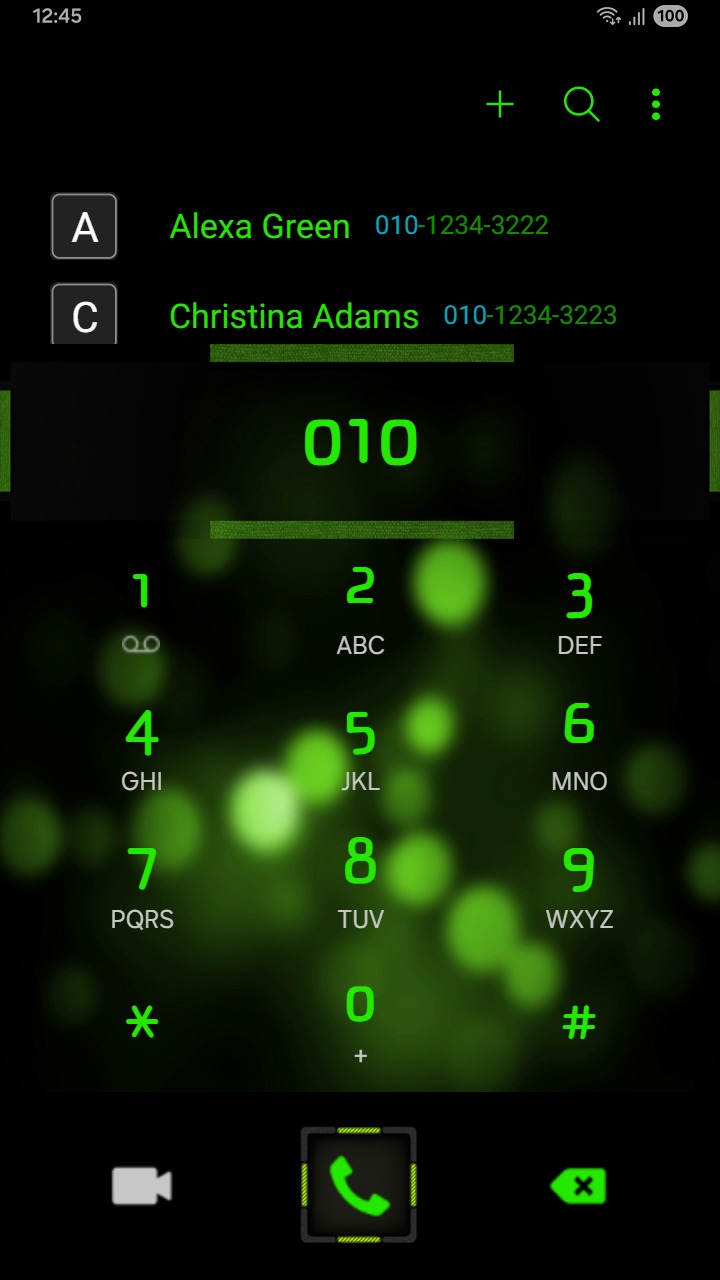 12:45 100
A Alexa Green 010-1234-3222
C Christina Adams 010-1234-3223
010
1 2 3
ABC DEF
4 5 6
GHI JKL MNO
7 8 9
PQRS TUV WXYZ
* 0 #
+